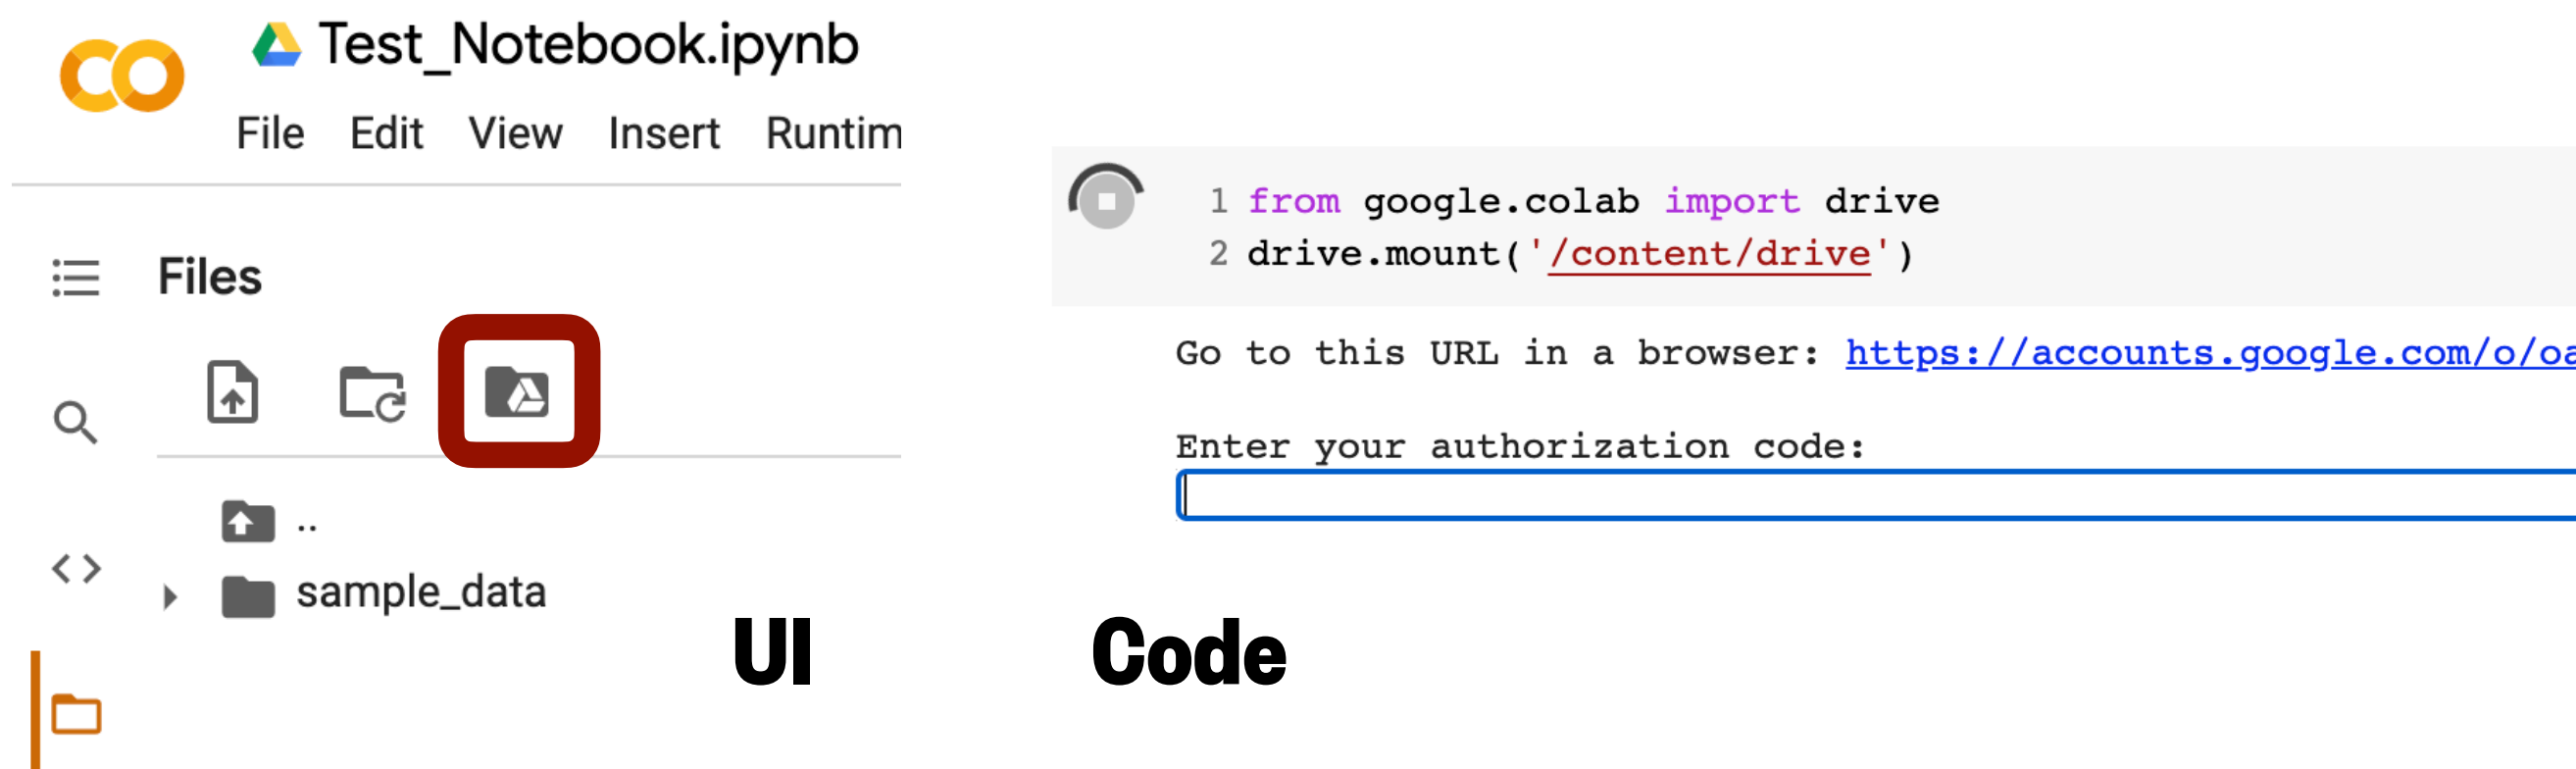 Test_Notebook.ipynb
File Edit View Insert Runtim
Files
..
sample_data
UI
1 from google.colab import drive
2 drive.mount('/content/drive')
Go to this URL in a browser: https://accounts.google.com/o/oa
Enter your authorization code:
Code